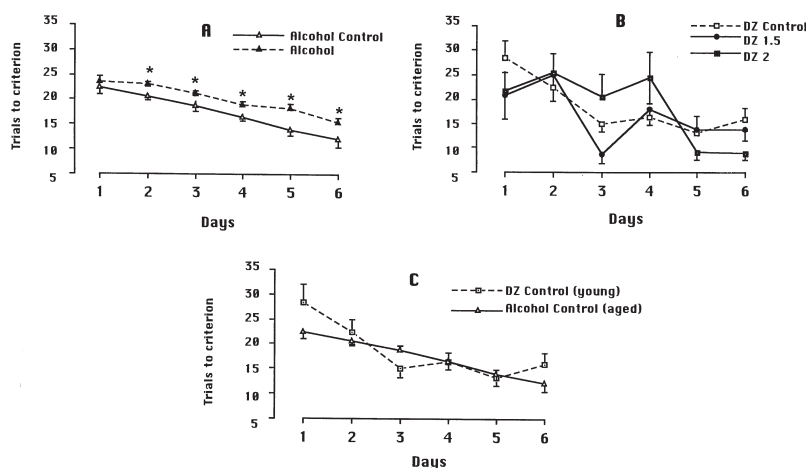 A
Alcohol Control
Alcohol
Trials to criterion
35
30
25
20
15
10
5
* * * * *
1 2 3 4 5 6
Days
B
DZ Control
DZ 1.5
DZ 2
Trials to criterion
35
30
25
20
15
10
5
1 2 3 4 5 6
Days
C
DZ Control (young)
Alcohol Control (aged)
Trials to criterion
35
30
25
20
15
10
5
1 2 3 4 5 6
Days